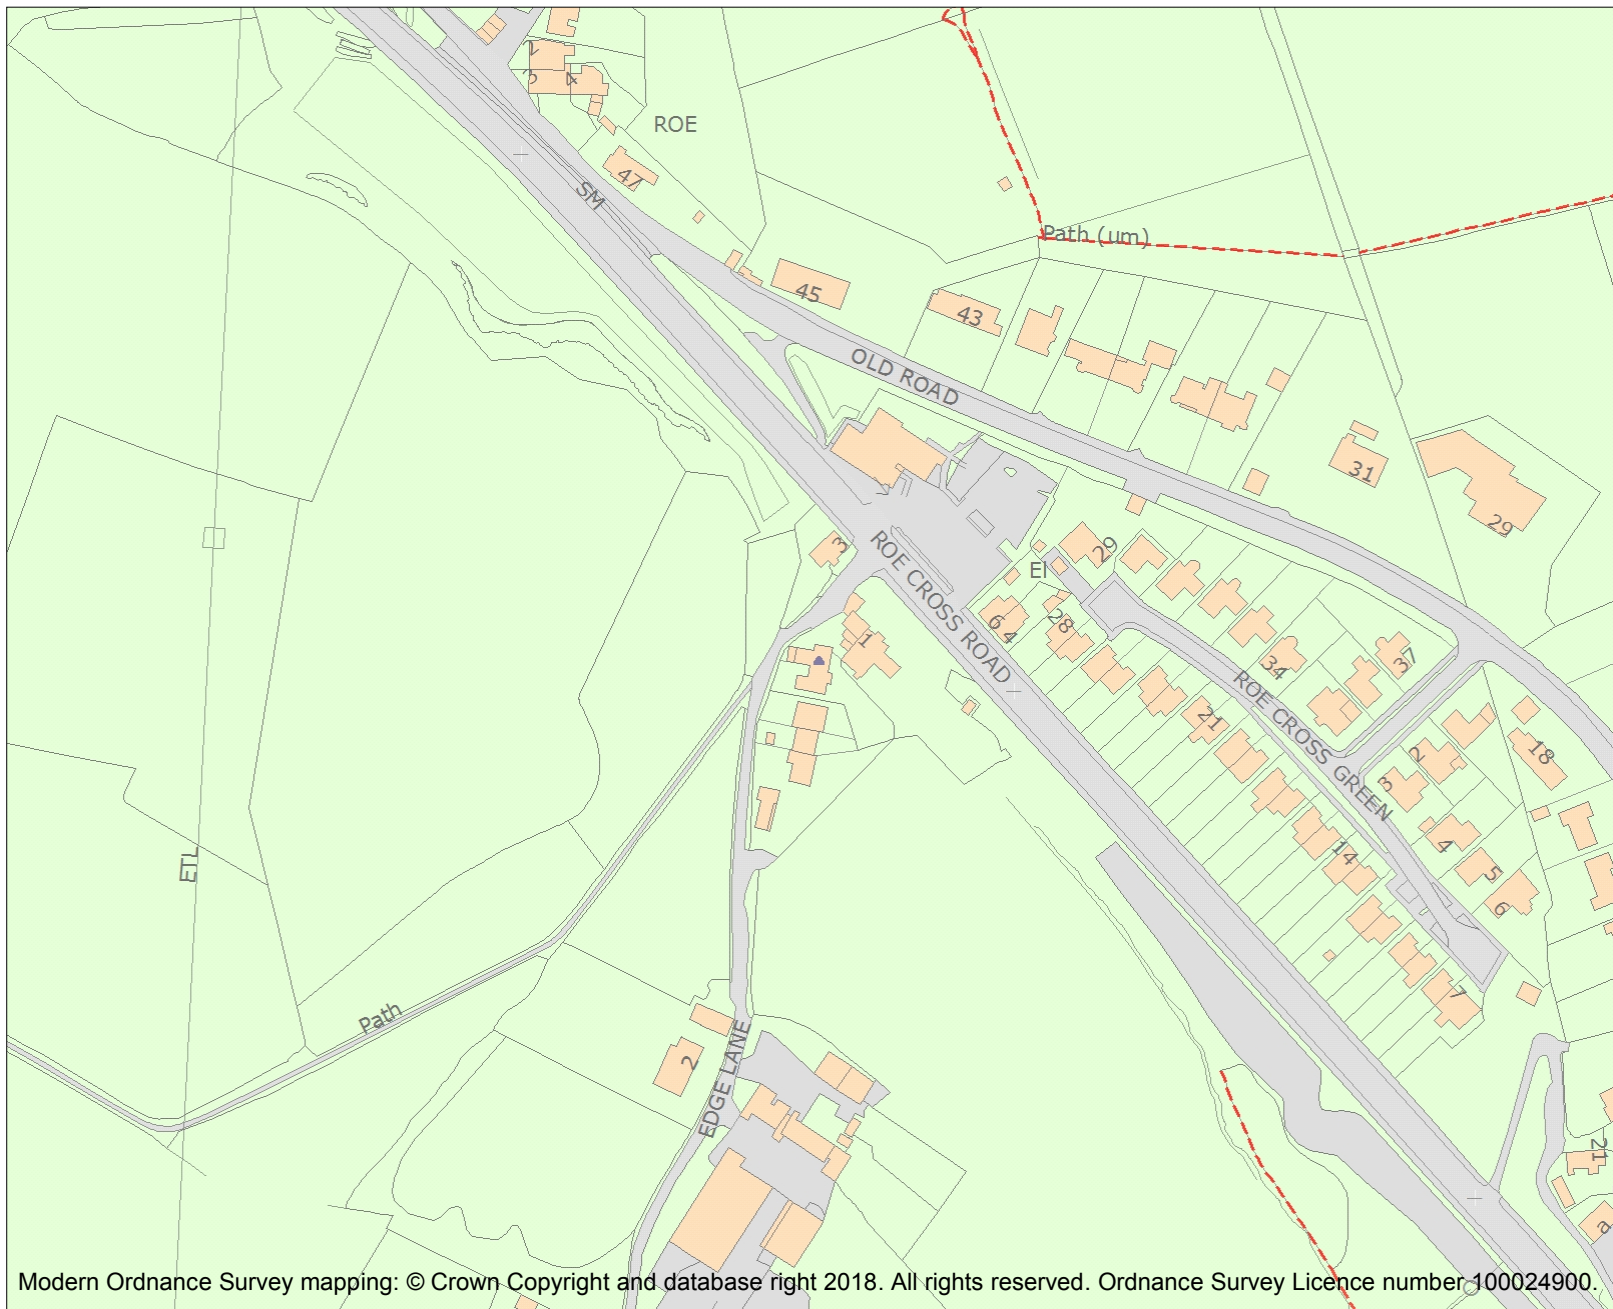 2
3
4
ROE
47
SM
Path (um)
45
43
OLD ROAD
31
29
3
ROE CROSS ROAD
29
El
6 4
28
1
34
37
ROE CROSS GREEN
21
2
18
3
14
4
5
6
ETL
7
Path
2
EDGE LANE
21
a
Modern Ordnance Survey mapping: © Crown Copyright and database right 2018. All rights reserved. Ordnance Survey Licence number 100024900.